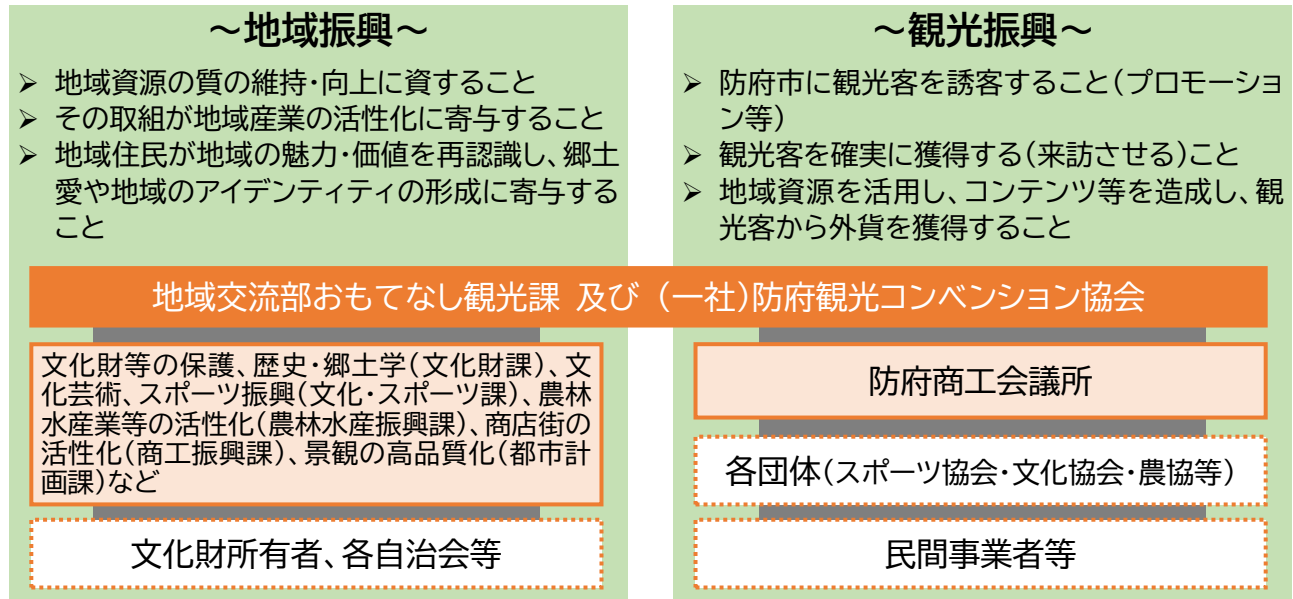 ～地域振興～
➢ 地域資源の質の維持・向上に資すること
➢ その取組が地域産業の活性化に寄与すること
➢ 地域住民が地域の魅力・価値を再認識し、郷土
愛や地域のアイデンティティの形成に寄与する
こと
～観光振興～
➢ 防府市に観光客を誘客すること（プロモーショ
ン等）
➢ 観光客を確実に獲得する（来訪させる）こと
➢ 地域資源を活用し、コンテンツ等を造成し、観
光客から外貨を獲得すること
地域交流部おもてなし観光課 及び （一社）防府観光コンベンション協会
文化財等の保護、歴史・郷土学（文化財課）、文
化芸術、スポーツ振興（文化・スポーツ課）、農林
水産業等の活性化（農林水産振興課）、商店街の
活性化（商工振興課）、景観の高品質化（都市計
画課）など
文化財所有者、各自治会等
防府商工会議所
各団体（スポーツ協会・文化協会・農協等）
民間事業者等